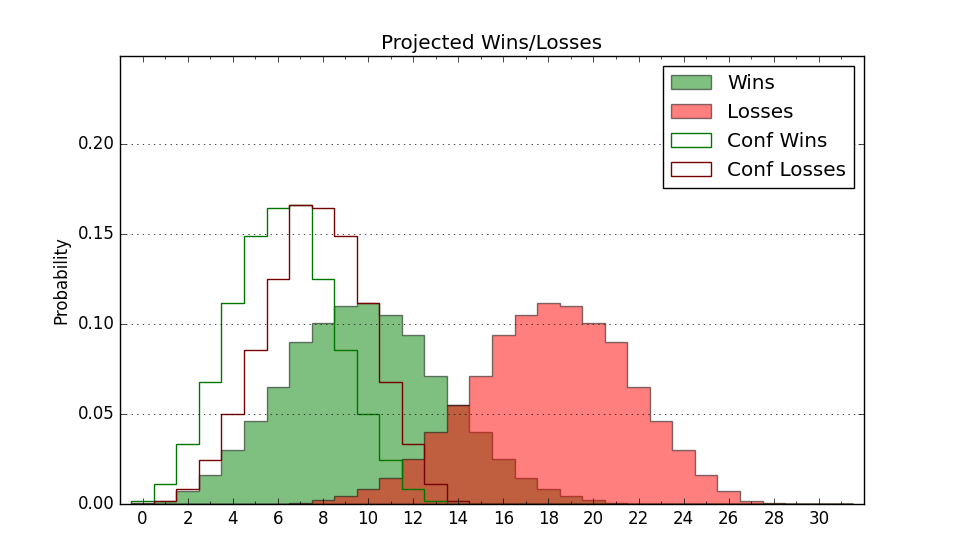 Projected Wins/Losses
Wins
Losses
Conf Wins
Conf Losses
Probability
0.20
0.15
0.10
0.05
0.00
0 2 4 6 8 10 12 14 16 18 20 22 24 26 28 30